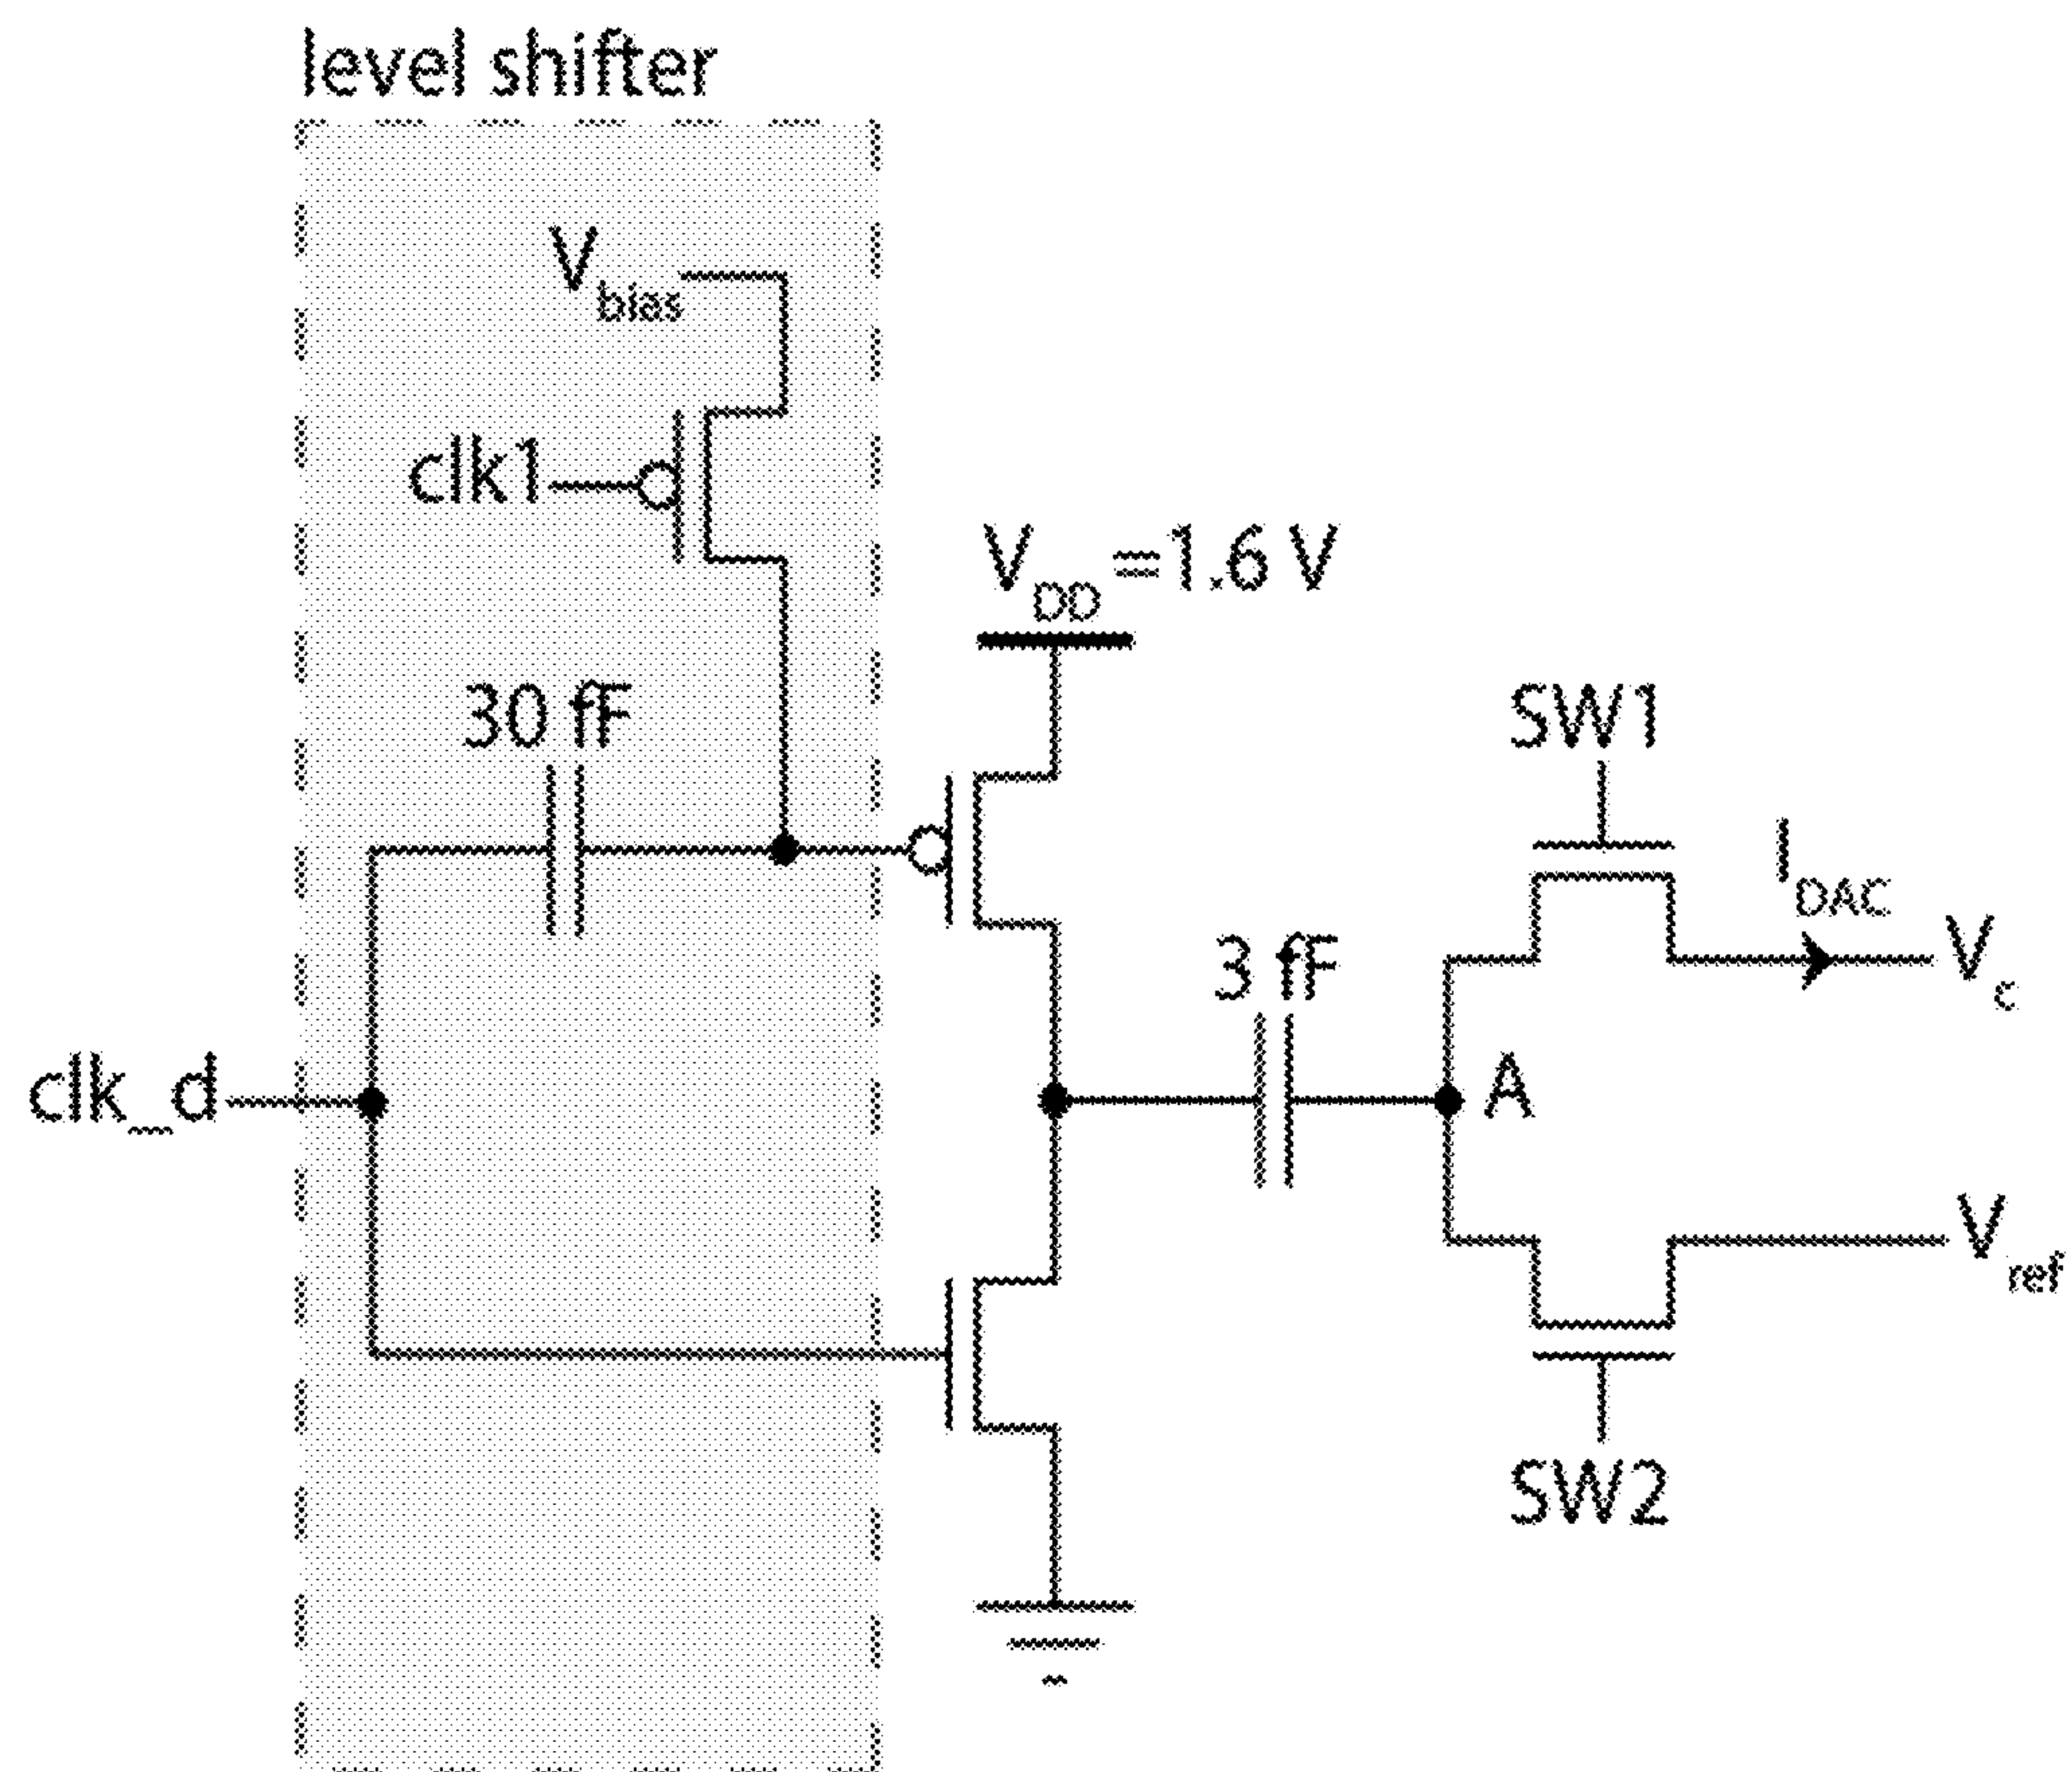 level shifter
Vbias
clk1
VDD=1.6 V
30 fF
SW1
IDAC
3 fF
Vc
clk_d
A
Vref
SW2